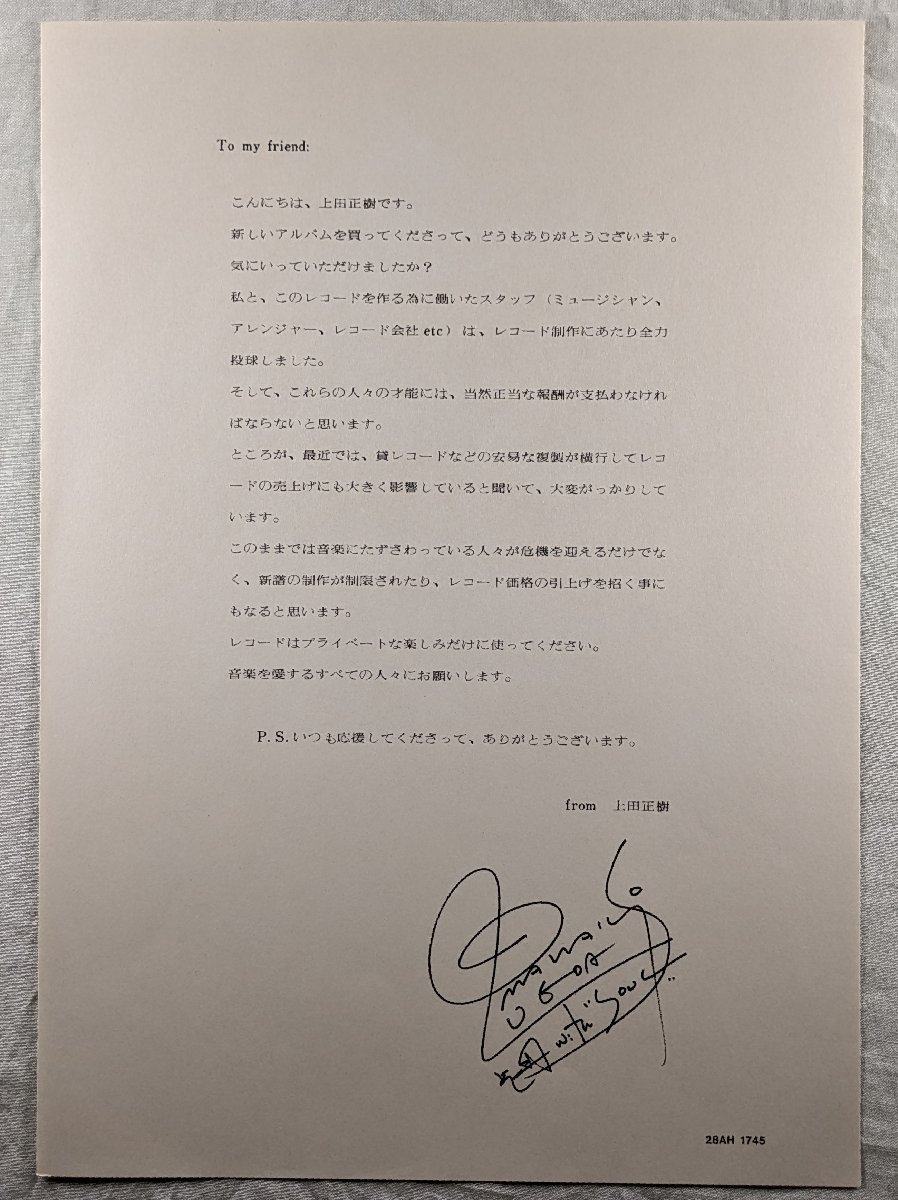 To my friend:
こんにちは、上田正樹です。
新しいアルバムを買ってくださって、どうもありがとうございます。
気にいっていただけましたか？
私と、このレコードを作る為に働いたスタッフ（ミュージシャン、
アレンジャー、レコード会社etc）は、レコード制作にあたり全力
投球しました。
そして、これらの人々の才能には、当然正当な報酬が支払わなけれ
ばならないと思います。
ところが、最近では、貸レコードなどの安易な複製が横行してレコ
ードの売上げにも大きく影響していると聞いて、大変がっかりして
います。
このままでは音楽にたずさわっている人々が危機を迎えるだけでな
く、新譜の制作が制限されたり、レコード価格の引上げを招く事に
もなると思います。
レコードはプライベートな楽しみだけに使ってください。
音楽を愛するすべての人々にお願いします。
P.S.いつも応援してくださって、ありがとうございます。
from 上田正樹
UEDA
with "Soul"
28AH 1745